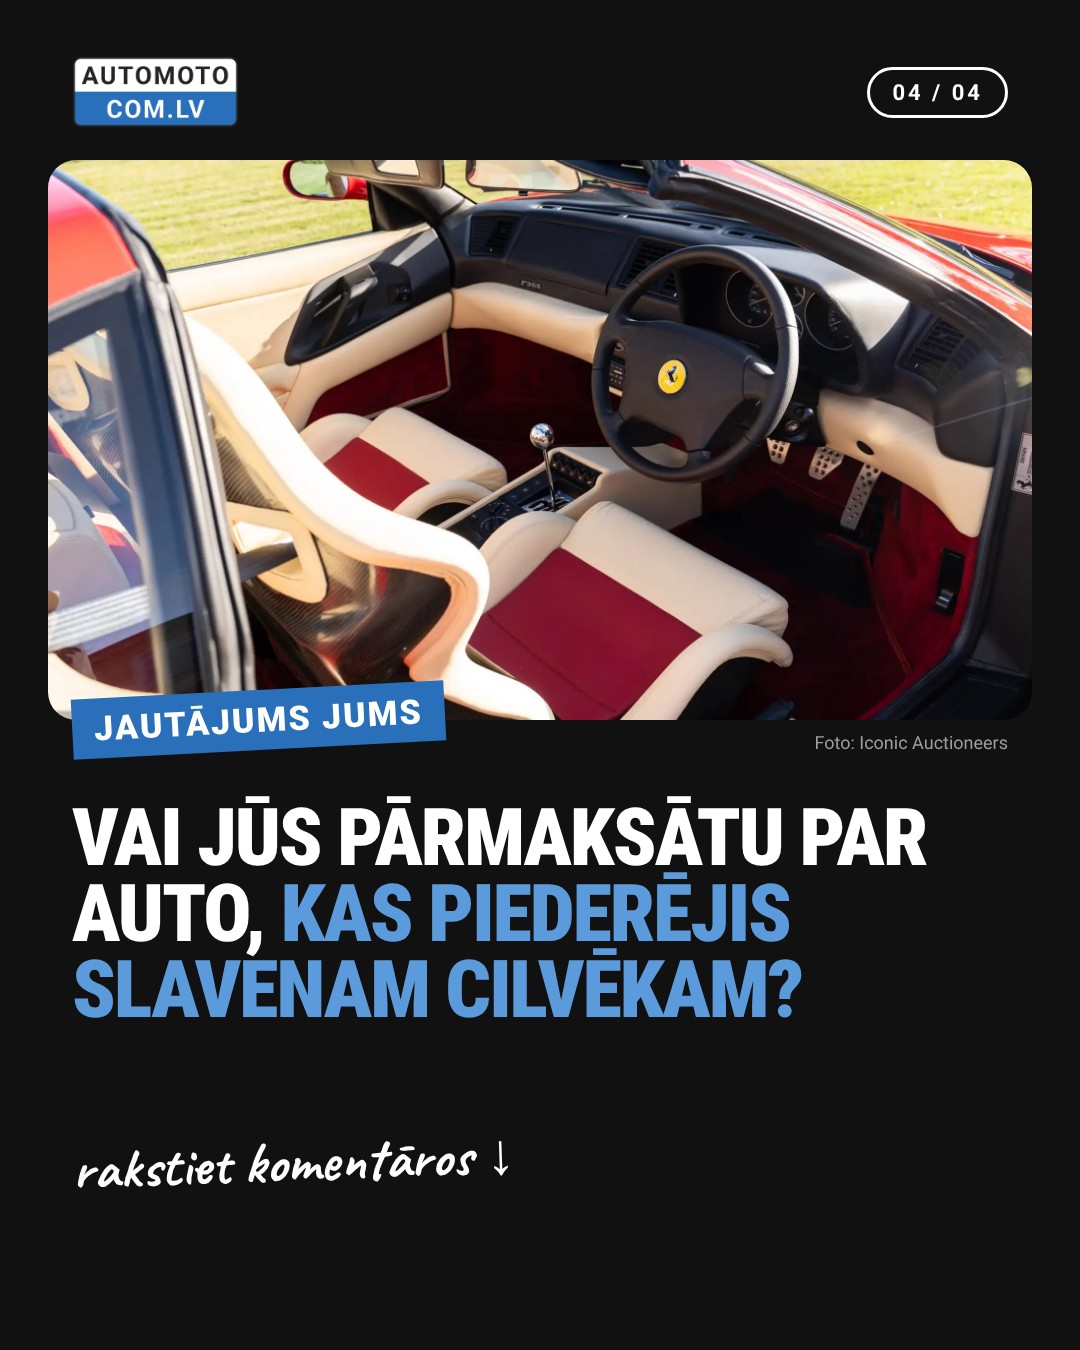 AUTOMOTO
COM.LV
04 / 04
F355
JAUTĀJUMS JUMS
Foto: Iconic Auctioneers
VAI JŪS PĀRMAKSĀTU PAR
AUTO, KAS PIEDERĒJIS
SLAVENAM CILVĒKAM?
rakstiet komentāros ↓